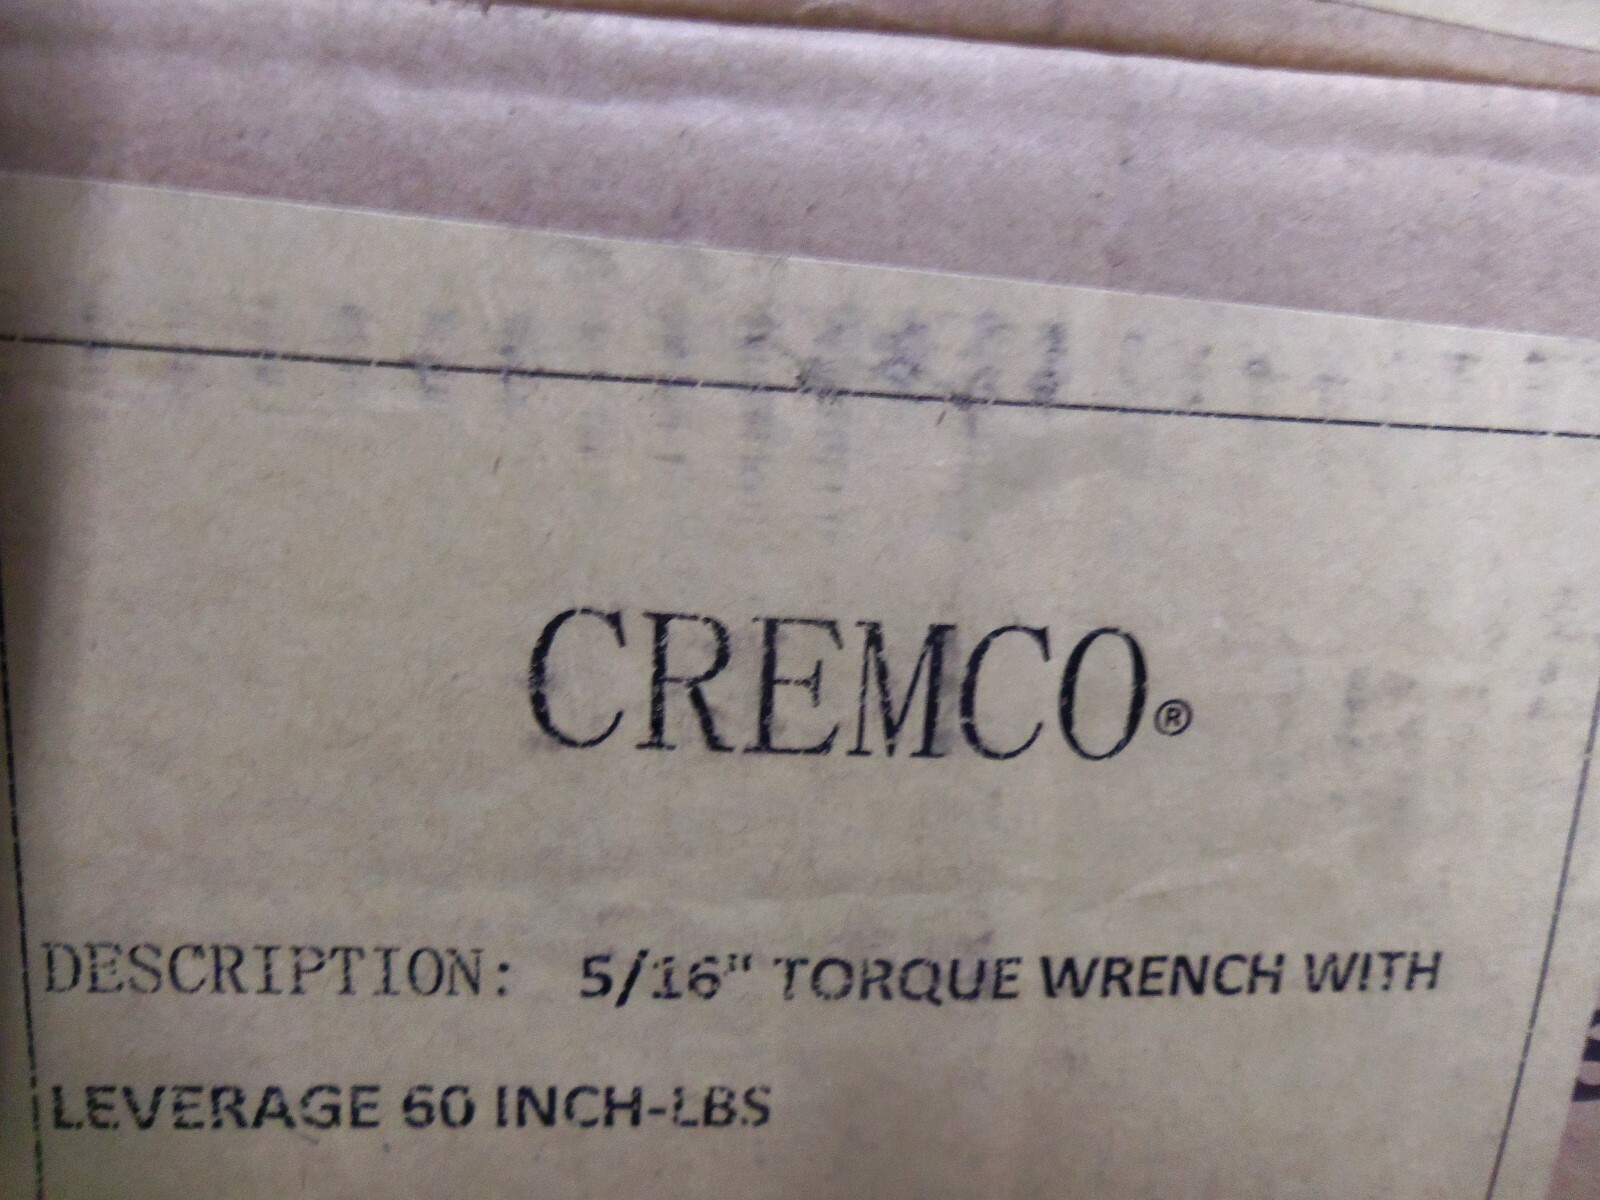 CREMCO®
DESCRIPTION: 5/16" TORQUE WRENCH WITH
LEVERAGE 60 INCH-LBS